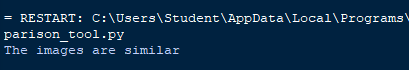 = RESTART: C:\Users\Student\AppData\Local\Programs\
parison_tool.py
The images are similar